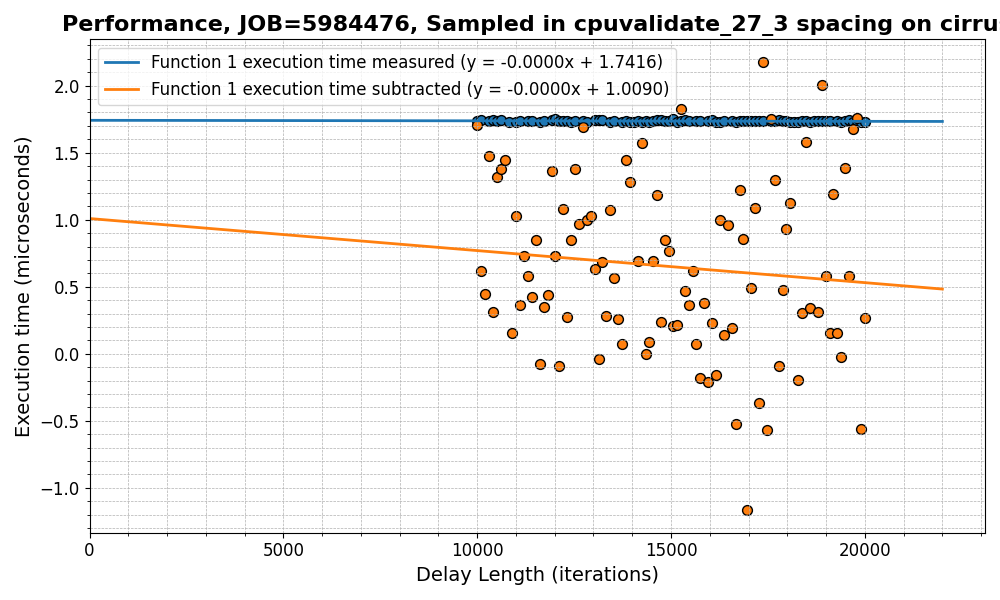 Performance, JOB=5984476, Sampled in cpuvalidate_27_3 spacing on cirru
Function 1 execution time measured (y = -0.0000x + 1.7416)
Function 1 execution time subtracted (y = -0.0000x + 1.0090)
Execution time (microseconds)
2.0
1.5
1.0
0.5
0.0
−0.5
−1.0
0 5000 10000 15000 20000
Delay Length (iterations)